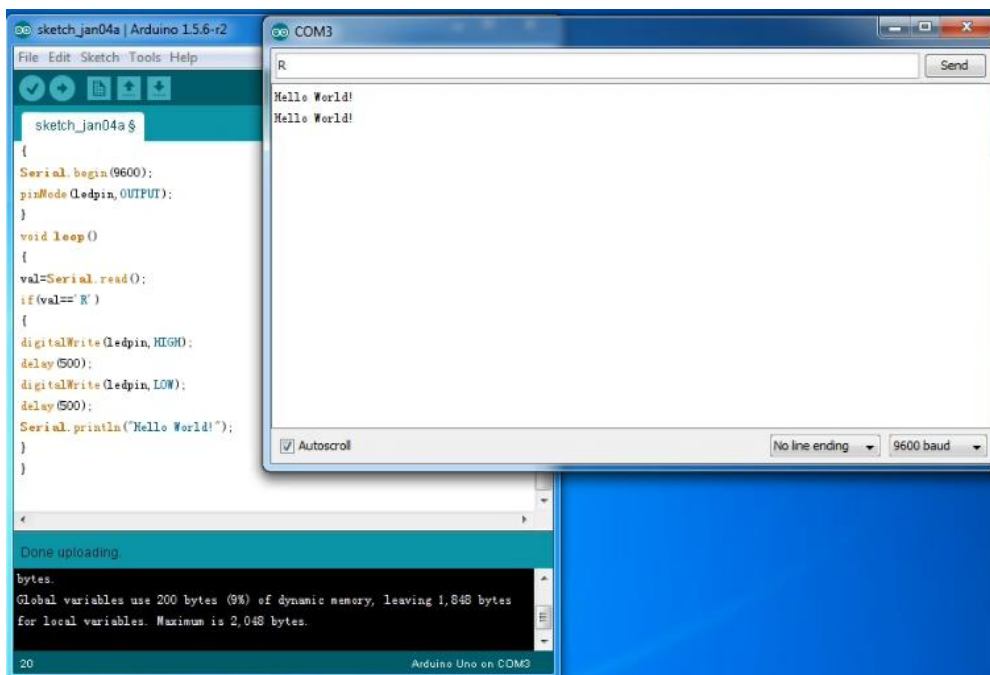 sketch_jan04a | Arduino 1.5.6-r2
File Edit Sketch Tools Help
sketch_jan04a §
{
Serial.begin(9600);
pinMode(ledpin,OUTPUT);
}
void loop()
{
val=Serial.read();
if(val=='R')
{
digitalWrite(ledpin,HIGH);
delay(500);
digitalWrite(ledpin,LOW);
delay(500);
Serial.println("Hello World!");
}
}
Done uploading.
bytes.
Global variables use 200 bytes (9%) of dynamic memory, leaving 1,848 bytes
for local variables. Maximum is 2,048 bytes.
20 Arduino Uno on COM3
COM3
R Send
Hello World!
Hello World!
Autoscroll No line ending 9600 baud